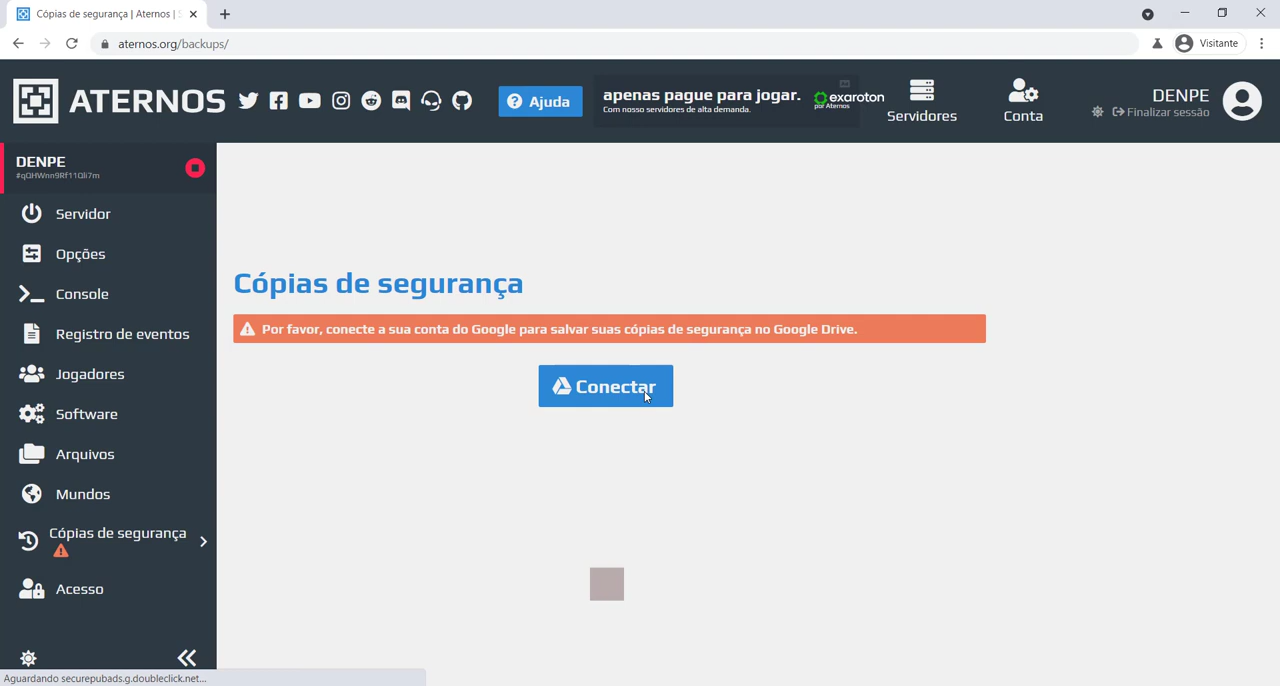 Cópias de segurança | Aternos | S
aternos.org/backups/
Visitante
ATERNOS
Ajuda
apenas pague para jogar.
Com nosso servidores de alta demanda.
Ad
exaroton
por Aternos
Servidores
Conta
DENPE
Finalizar sessão
DENPE
Servidor
Opções
Console
Registro de eventos
Jogadores
Software
Arquivos
Mundos
Cópias de segurança
Acesso
Cópias de segurança
Por favor, conecte a sua conta do Google para salvar suas cópias de segurança no Google Drive.
Conectar
Aguardando securepubads.g.doubleclick.net...